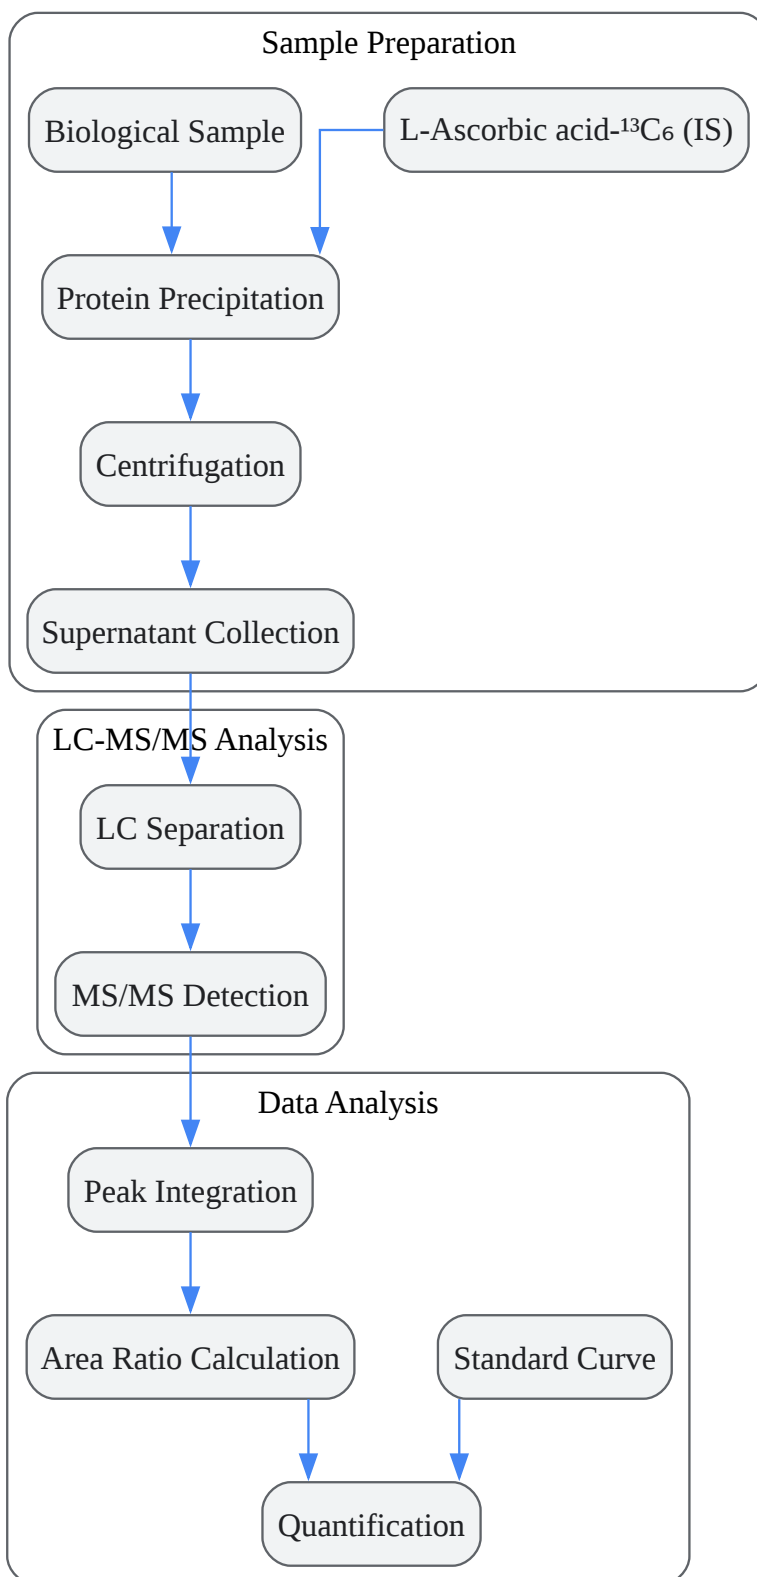 Sample Preparation
Biological Sample
L-Ascorbic acid-¹³C₆ (IS)
Protein Precipitation
Centrifugation
Supernatant Collection
LC-MS/MS Analysis
LC Separation
MS/MS Detection
Data Analysis
Peak Integration
Area Ratio Calculation
Standard Curve
Quantification